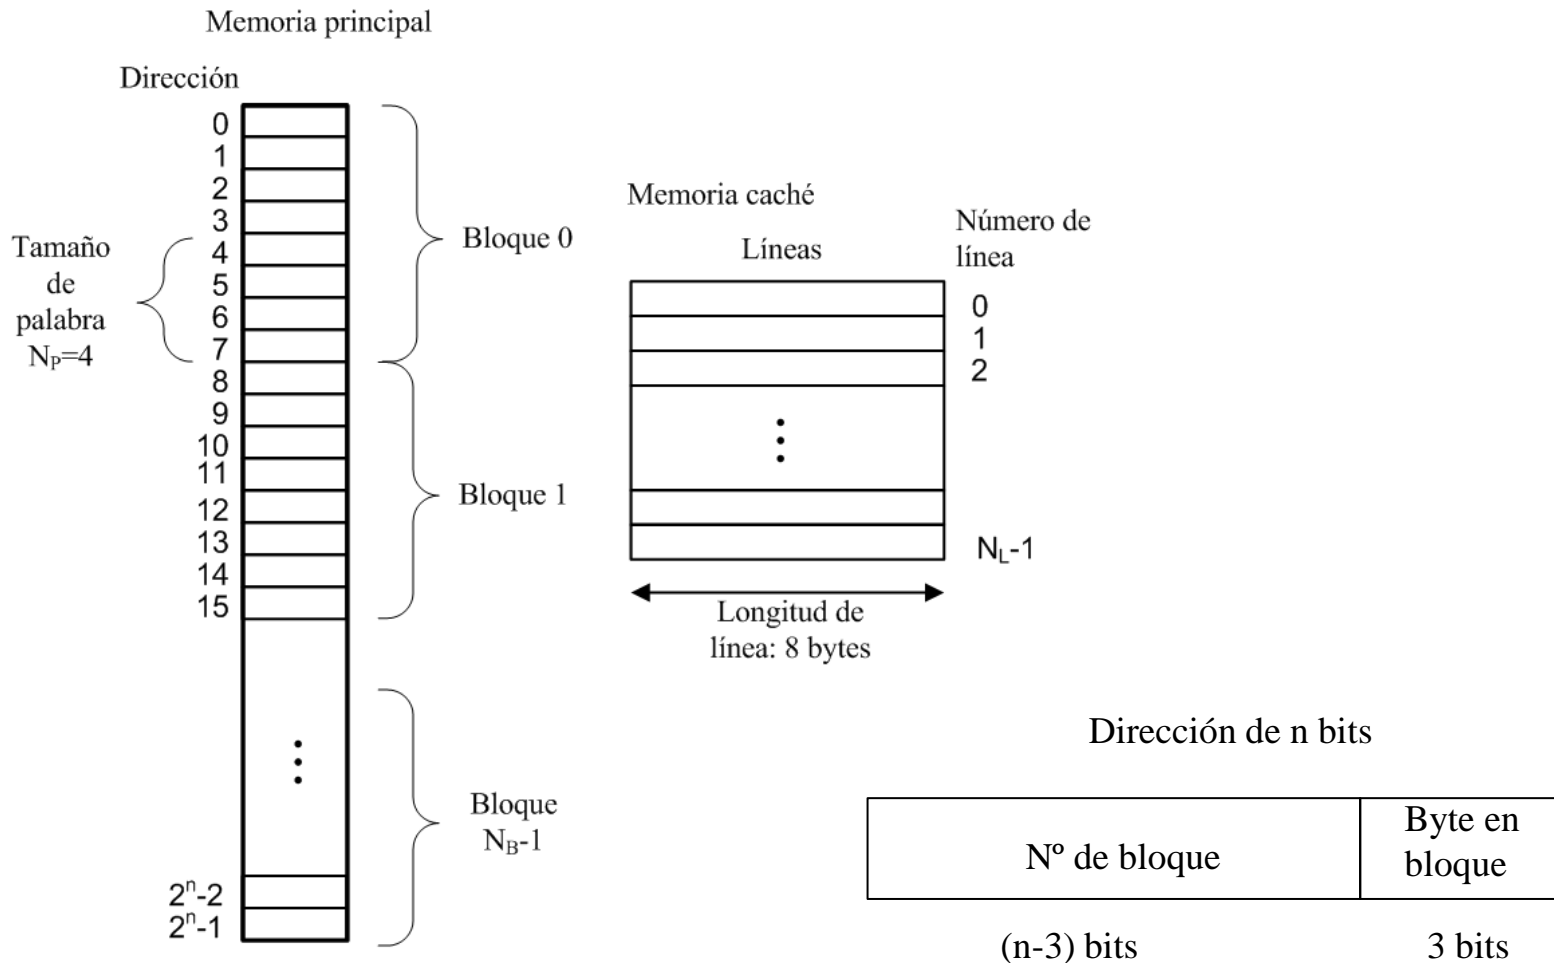 Memoria principal
Dirección
0
1
2
3
4
5
6
7
8
9
10
11
12
13
14
15
2ⁿ-2
2ⁿ-1
Tamaño
de
palabra
N_P=4
Bloque 0
Bloque 1
Bloque
N_B-1
Memoria caché
Líneas
Número de
línea
0
1
2
N_L-1
Longitud de
línea: 8 bytes
Dirección de n bits
Nº de bloque
Byte en
bloque
(n-3) bits
3 bits